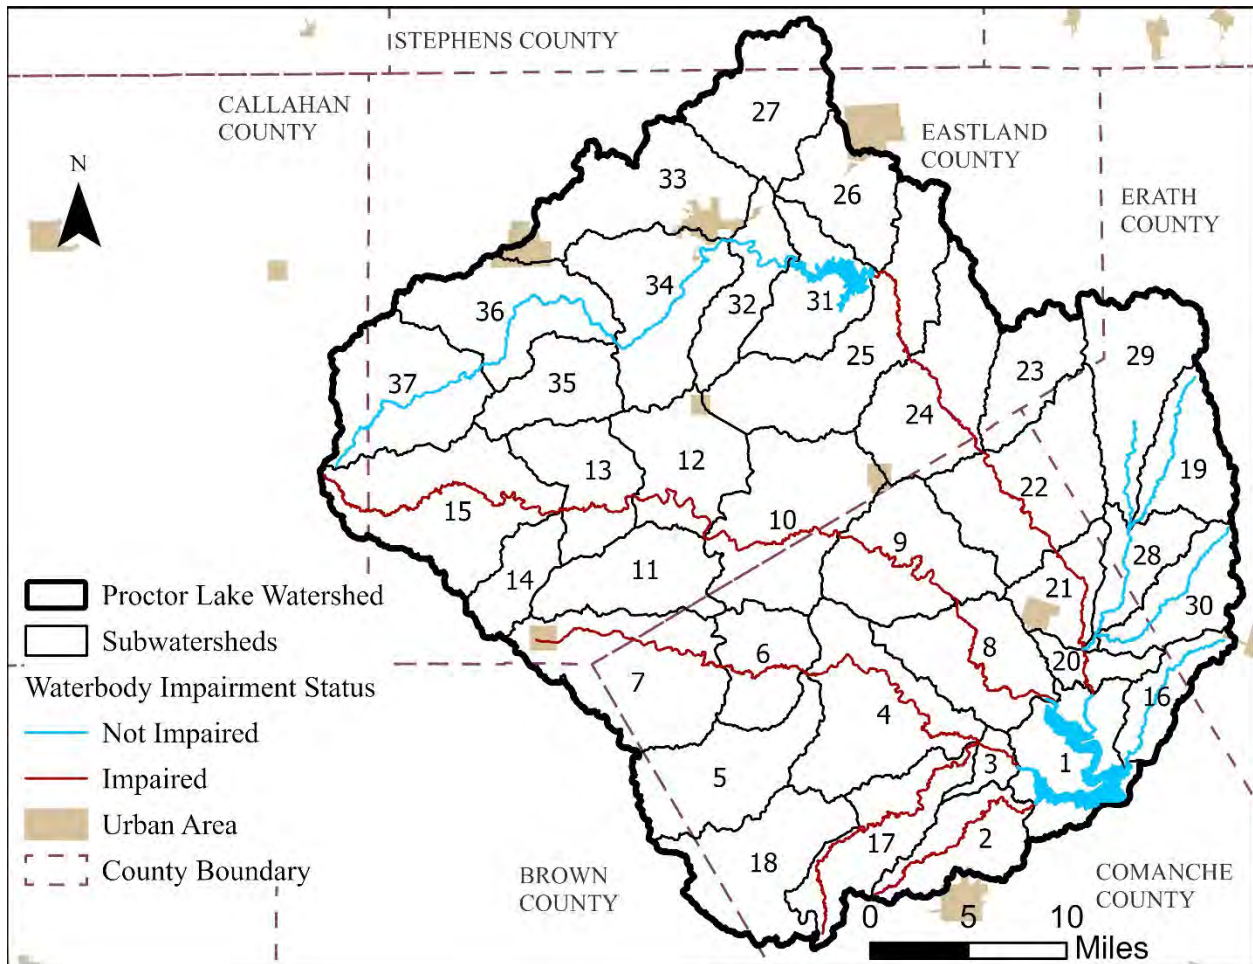 STEPHENS COUNTY
CALLAHAN
COUNTY
EASTLAND
COUNTY
ERATH
COUNTY
N
27
33
26
34
32
31
36
25
37
35
23
29
24
12
13
19
15
22
10
9
28
11
14
21
30
6
8
20
7
16
4
5
3
1
2
17
18
Proctor Lake Watershed
Subwatersheds
Waterbody Impairment Status
Not Impaired
Impaired
Urban Area
County Boundary
BROWN
COUNTY
COMANCHE
COUNTY
0 5 10
Miles